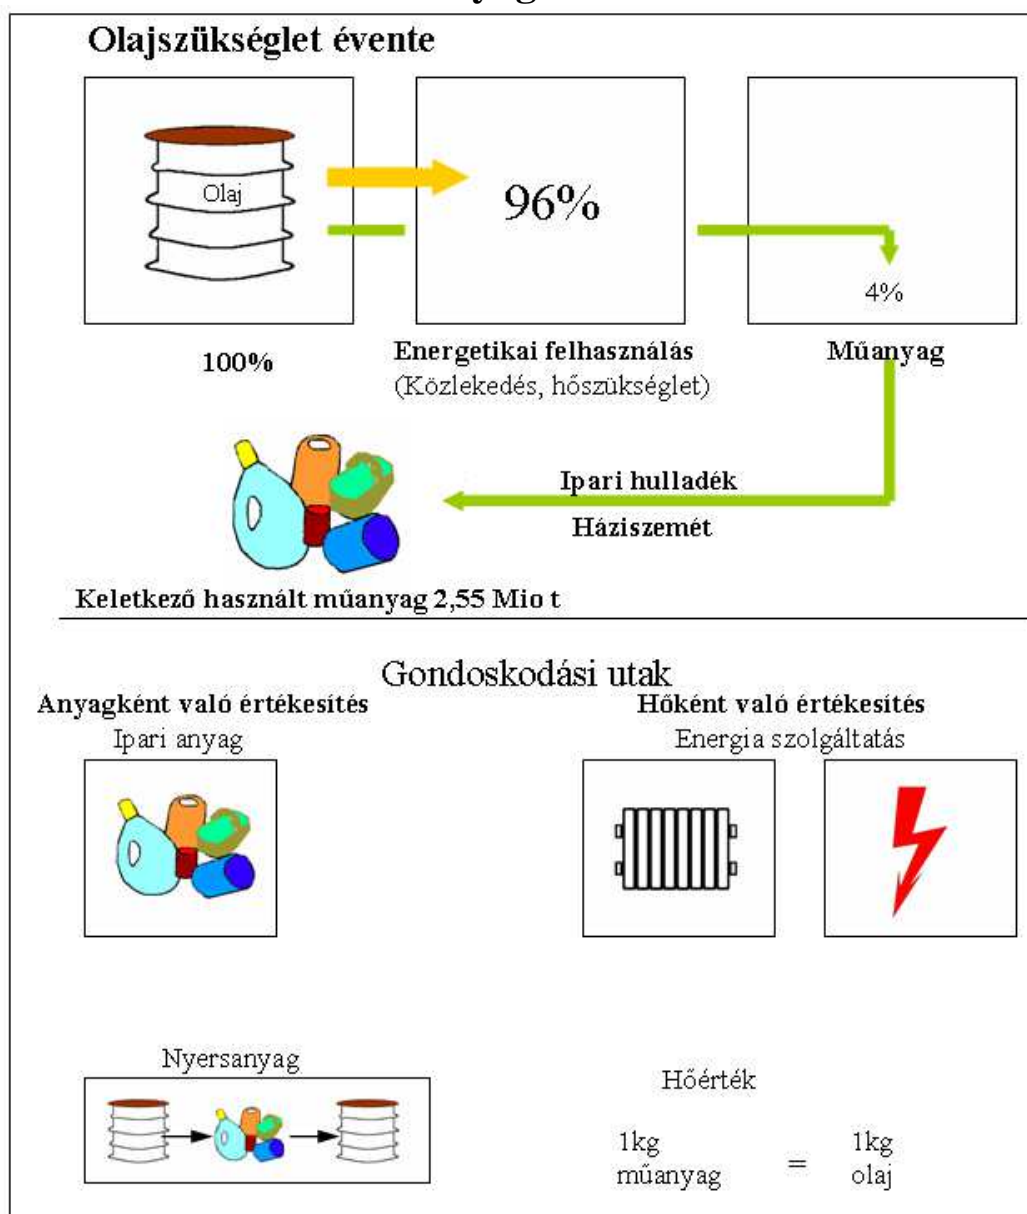 Olajszükséglet évente
Olaj
96%
4%
100%
Energetikai felhasználás
(Közlekedés, hőszükséglet)
Műanyag
Ipari hulladék
Háziszemét
Keletkező használt műanyag 2,55 Mio t
Gondoskodási utak
Anyagként való értékesítés
Ipari anyag
Hőként való értékesítés
Energia szolgáltatás
Nyersanyag
Hőérték
1kg műanyag = 1kg olaj